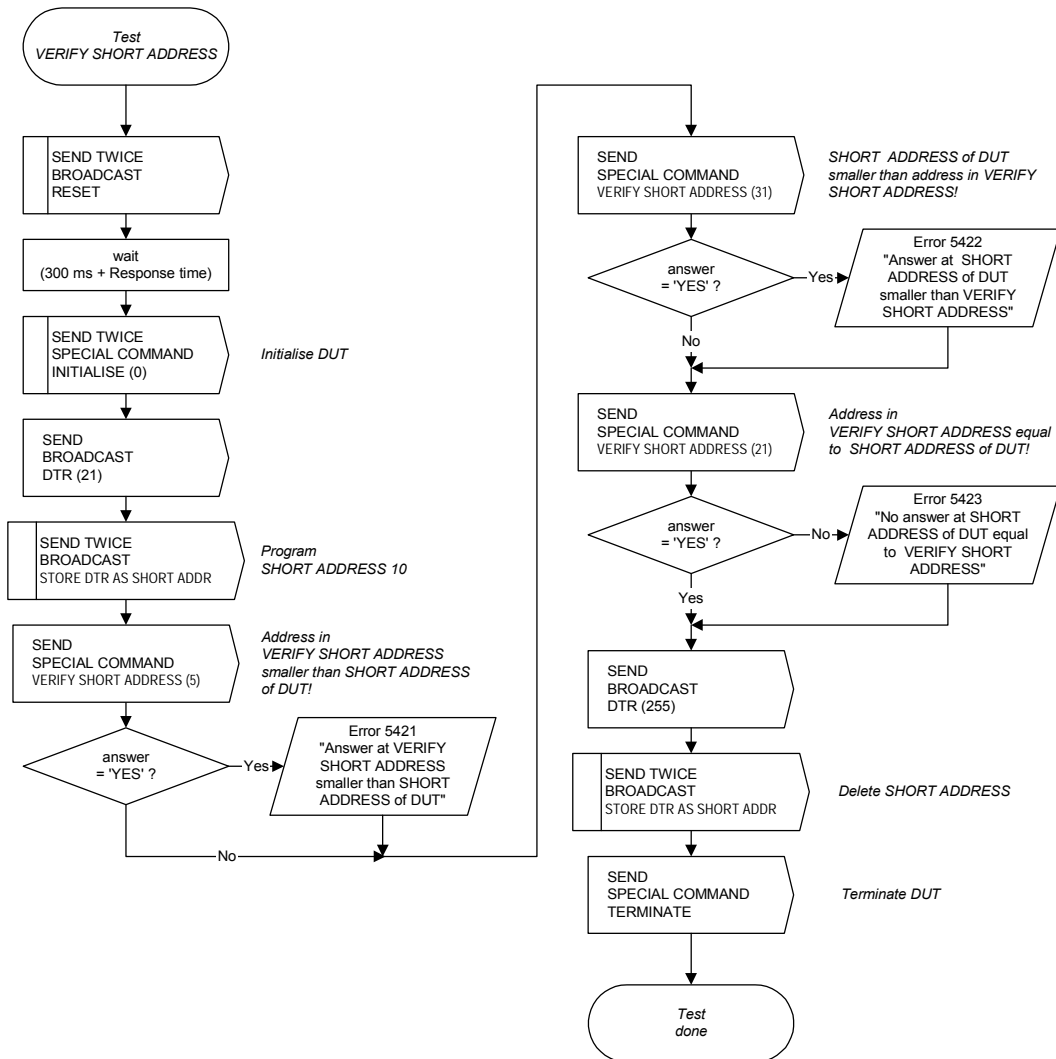 Test
VERIFY SHORT ADDRESS
SEND TWICE
BROADCAST
RESET
wait
(300 ms + Response time)
SEND TWICE
SPECIAL COMMAND
INITIALISE (0)
Initialise DUT
SEND
BROADCAST
DTR (21)
SEND TWICE
BROADCAST
STORE DTR AS SHORT ADDR
Program
SHORT ADDRESS 10
SEND
SPECIAL COMMAND
VERIFY SHORT ADDRESS (5)
Address in
VERIFY SHORT ADDRESS
smaller than SHORT ADDRESS
of DUT!
answer
= 'YES' ?
Yes
Error 5421
"Answer at VERIFY
SHORT ADDRESS
smaller than SHORT
ADDRESS of DUT"
No
SEND
SPECIAL COMMAND
VERIFY SHORT ADDRESS (31)
SHORT ADDRESS of DUT
smaller than address in VERIFY
SHORT ADDRESS!
answer
= 'YES' ?
Yes
Error 5422
"Answer at SHORT
ADDRESS of DUT
smaller than VERIFY
SHORT ADDRESS"
No
SEND
SPECIAL COMMAND
VERIFY SHORT ADDRESS (21)
Address in
VERIFY SHORT ADDRESS equal
to SHORT ADDRESS of DUT!
answer
= 'YES' ?
No
Error 5423
"No answer at SHORT
ADDRESS of DUT equal
to VERIFY SHORT
ADDRESS"
Yes
SEND
BROADCAST
DTR (255)
SEND TWICE
BROADCAST
STORE DTR AS SHORT ADDR
Delete SHORT ADDRESS
SEND
SPECIAL COMMAND
TERMINATE
Terminate DUT
Test
done